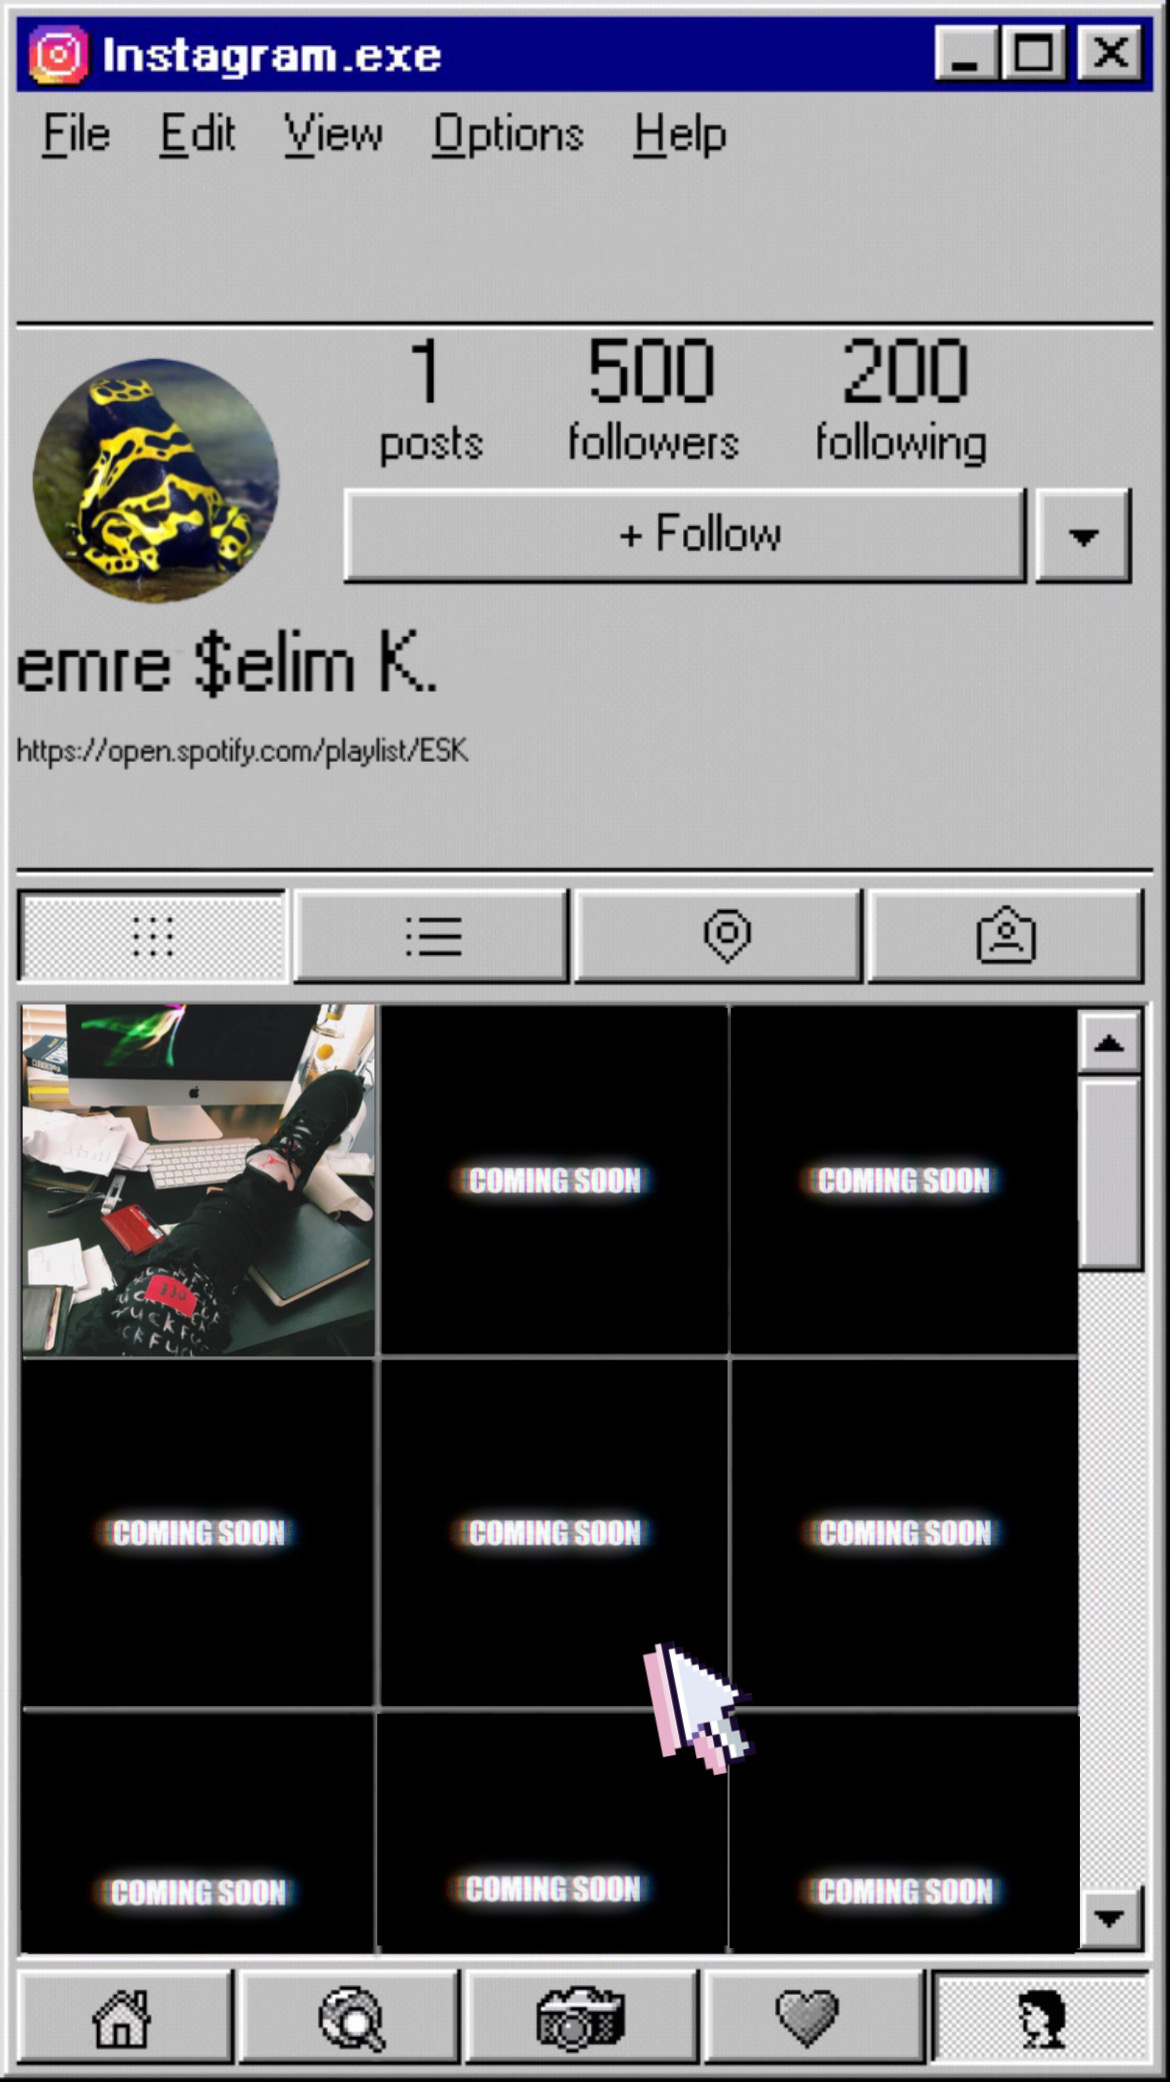 Instagram.exe
File Edit View Options Help
1 500 200
posts followers following
+ Follow
emre $elim K.
https://open.spotify.com/playlist/ESK
COMING SOON COMING SOON
COMING SOON COMING SOON COMING SOON
COMING SOON COMING SOON COMING SOON